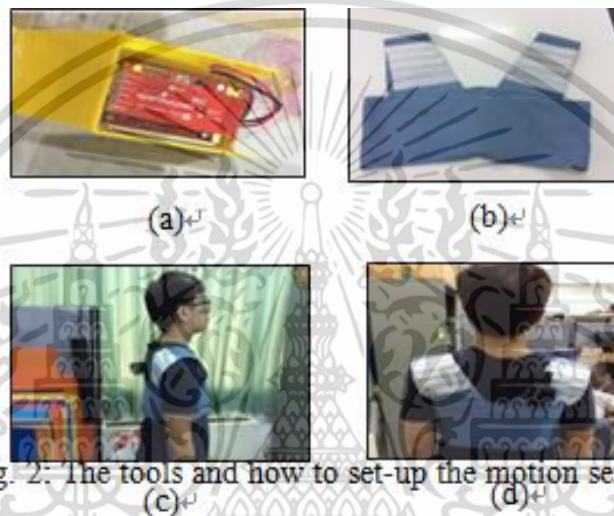 (a)↵
(b)↵
g. 2: The tools and how to set-up the motion se
(c)↵
(d)↵